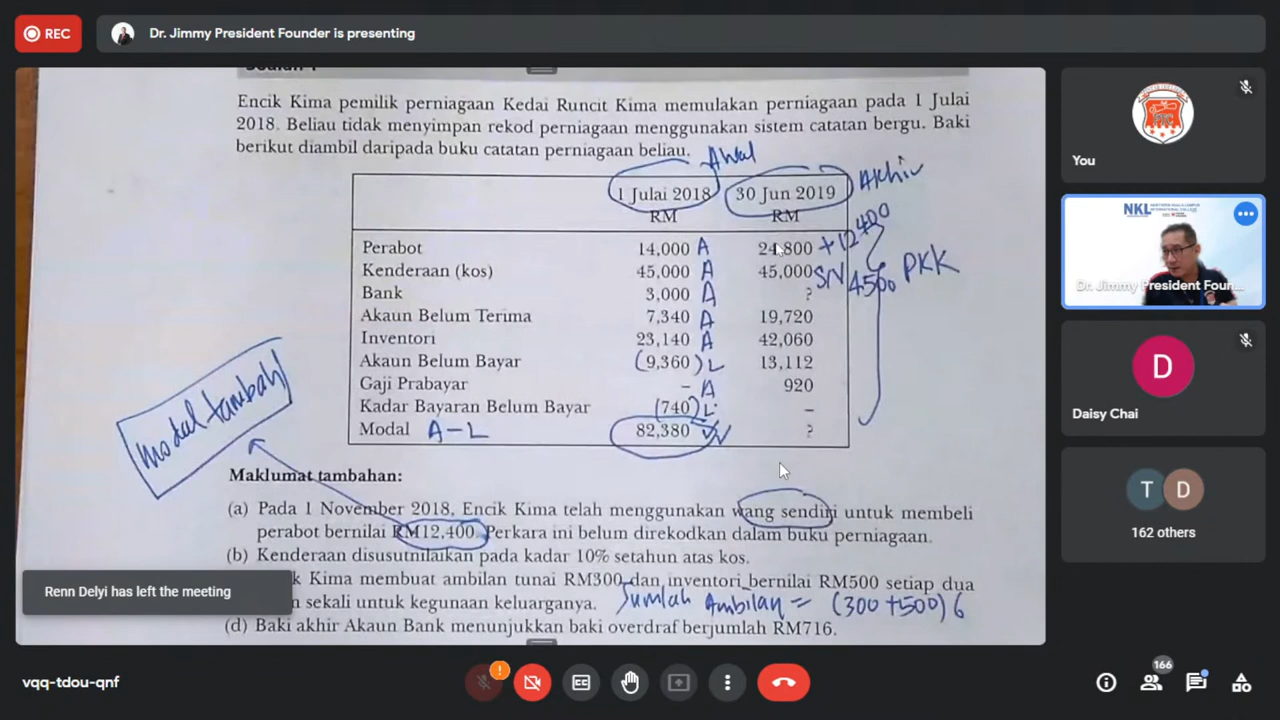 REC
Dr. Jimmy President Founder is presenting
Encik Kima pemilik perniagaan Kedai Runcit Kima memulakan perniagaan pada 1 Julai
2018. Beliau tidak menyimpan rekod perniagaan menggunakan sistem catatan bergu. Baki
berikut diambil daripada buku catatan perniagaan beliau.
Awal
Akhir
1 Julai 2018 30 Jun 2019
RM RM
Perabot 14,000 A 24,800 +12400
Kenderaan (kos) 45,000 A 45,000 SN 4500 PKK
Bank 3,000 A ?
Akaun Belum Terima 7,340 A 19,720
Inventori 23,140 A 42,060
Akaun Belum Bayar (9,360) L 13,112
Gaji Prabayar – A 920
Kadar Bayaran Belum Bayar (740) L –
Modal A-L 82,380 ?
modal tambah
Maklumat tambahan:
(a) Pada 1 November 2018, Encik Kima telah menggunakan wang sendiri untuk membeli
perabot bernilai RM12,400. Perkara ini belum direkodkan dalam buku perniagaan.
(b) Kenderaan disusutnilaikan pada kadar 10% setahun atas kos.
k Kima membuat ambilan tunai RM300 dan inventori bernilai RM500 setiap dua
n sekali untuk kegunaan keluarganya. Jumlah Ambilan = (300+500) 6
(d) Baki akhir Akaun Bank menunjukkan baki overdraf berjumlah RM716.
Renn Delyi has left the meeting
You
NKL
Dr. Jimmy President Foun...
D
Daisy Chai
T D
162 others
vqq-tdou-qnf
!
CC
166